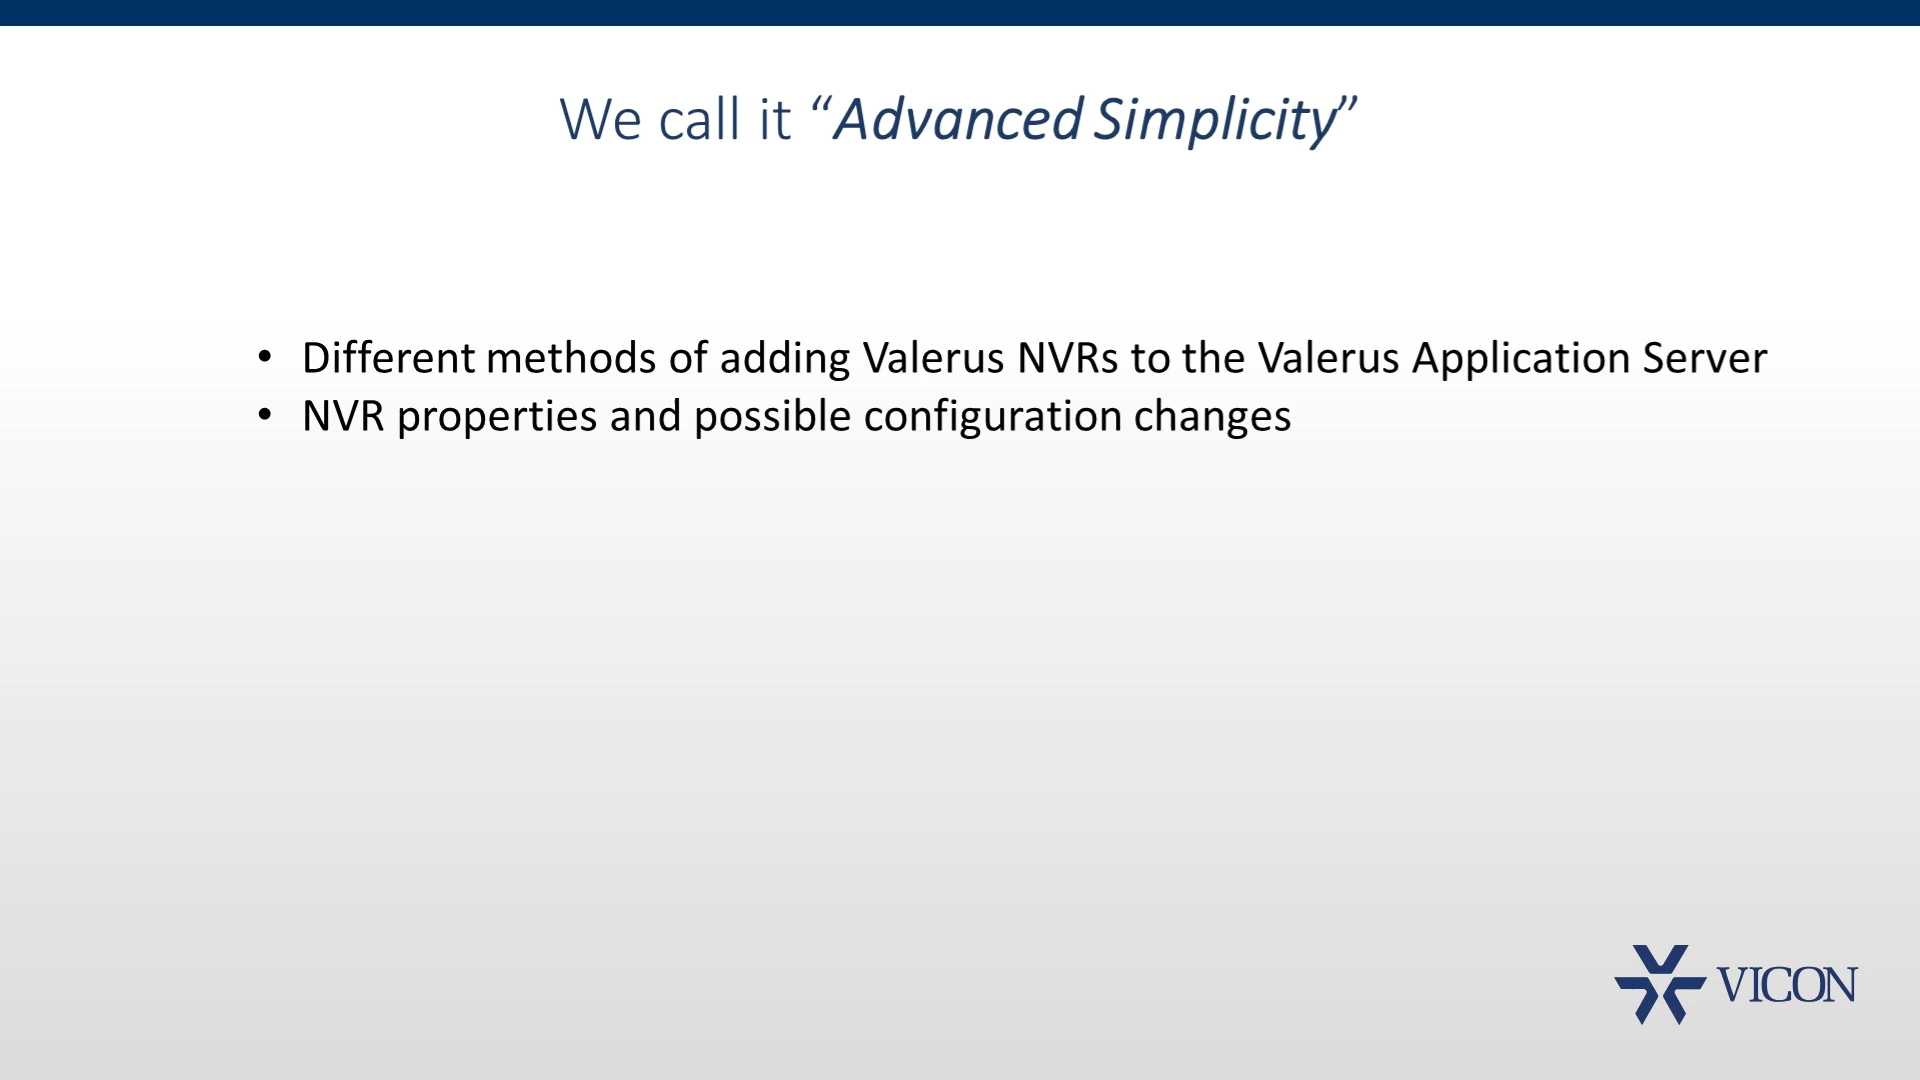 We call it “Advanced Simplicity”
• Different methods of adding Valerus NVRs to the Valerus Application Server
• NVR properties and possible configuration changes
VICON